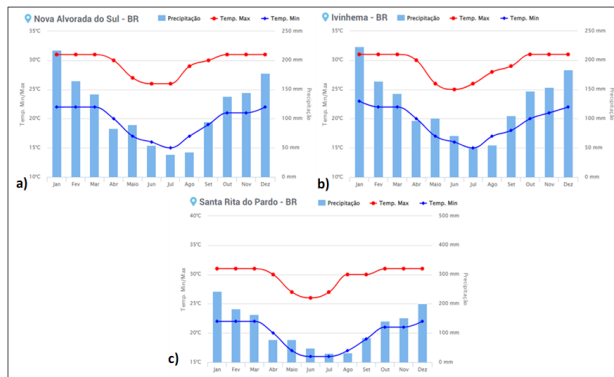 Nova Alvorada do Sul - BR
Precipitação Temp. Max Temp. Min
Temp. Min/Max
35°C
30°C
25°C
20°C
15°C
10°C
250 mm
200 mm
150 mm
100 mm
50 mm
0 mm
Precipitação
Jan Fev Mar Abr Maio Jun Jul Ago Set Out Nov Dez
a)
Ivinhema - BR
Precipitação Temp. Max Temp. Min
Temp. Min/Max
35°C
30°C
25°C
20°C
15°C
10°C
250 mm
200 mm
150 mm
100 mm
50 mm
0 mm
Precipitação
Jan Fev Mar Abr Maio Jun Jul Ago Set Out Nov Dez
b)
Santa Rita do Pardo - BR
Precipitação Temp. Max Temp. Min
Temp. Min/Max
40°C
35°C
30°C
25°C
20°C
15°C
500 mm
400 mm
300 mm
200 mm
100 mm
0 mm
Precipitação
Jan Fev Mar Abr Maio Jun Jul Ago Set Out Nov Dez
c)